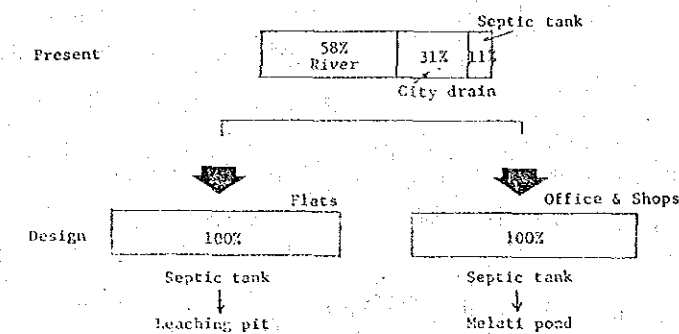 Septic tank
Present
58% River
31%
11%
City drain
Flats
Office & Shops
Design
100%
100%
Septic tank
Septic tank
Leaching pit
Melati pond